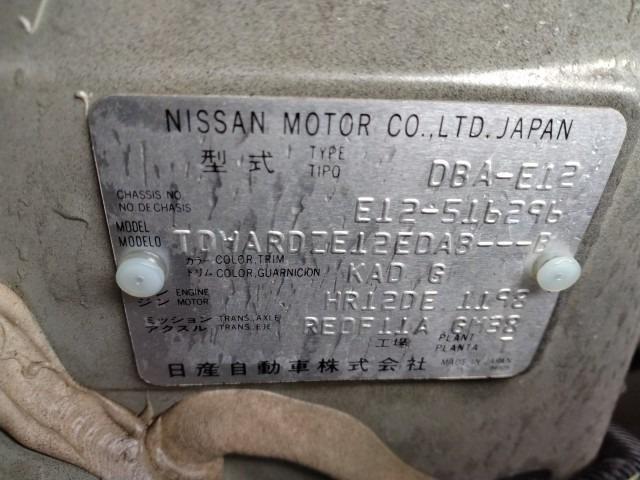 NISSAN MOTOR CO.,LTD. JAPAN
型式 TYPE TIPO DBA-E12
CHASSIS NO. NO. DE CHASIS E12-516296
MODEL MODELO
カラー COLOR,TRIM トリム COLOR,GUARNICION KAD G
エンジン ENGINE MOTOR HR12DE 1198
ミッション TRANS.,AXLE アクスル TRANS.,EJE REOF11A GM38
工場 PLANT PLANTA I
日産自動車株式会社 MADE IN JAPAN